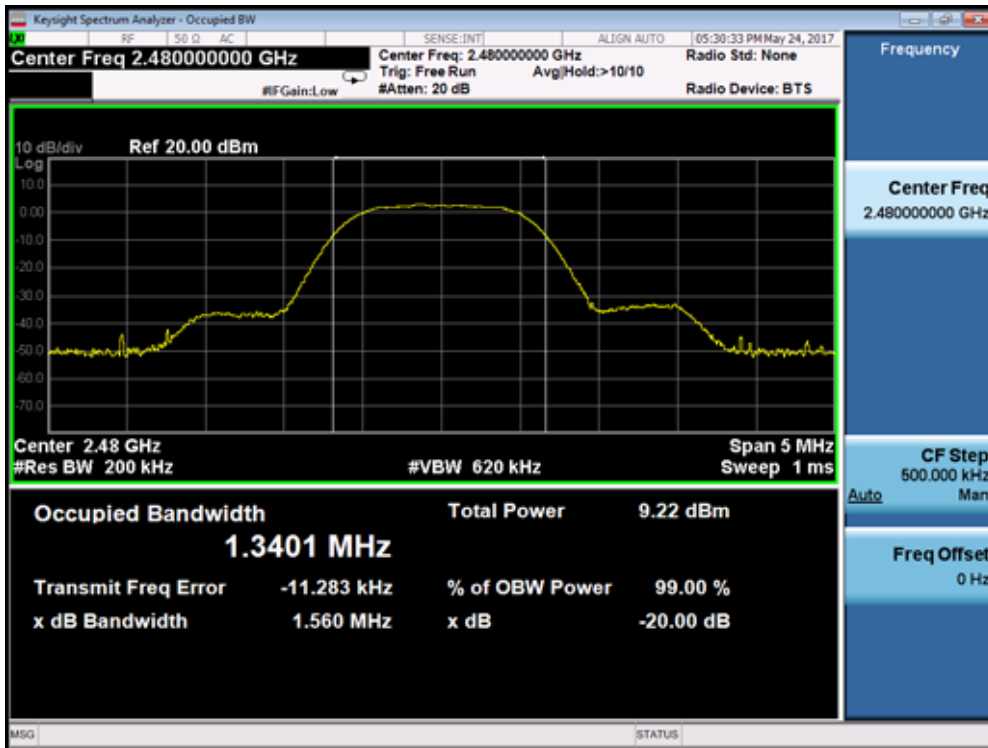 Keysight Spectrum Analyzer - Occupied BW
RF 50 Ω AC SENSE:INT ALIGN AUTO 05:30:33 PM May 24, 2017
Center Freq 2.480000000 GHz
Center Freq: 2.480000000 GHz
Radio Std: None
Trig: Free Run Avg|Hold:>10/10
#IFGain:Low
#Atten: 20 dB
Radio Device: BTS
10 dB/div Ref 20.00 dBm
Log
10.0
0.00
-10.0
-20.0
-30.0
-40.0
-50.0
-60.0
-70.0
Center 2.48 GHz Span 5 MHz
#Res BW 200 kHz #VBW 620 kHz Sweep 1 ms
Occupied Bandwidth Total Power 9.22 dBm
1.3401 MHz
Transmit Freq Error -11.283 kHz % of OBW Power 99.00 %
x dB Bandwidth 1.560 MHz x dB -20.00 dB
Frequency
Center Freq
2.480000000 GHz
CF Step
500.000 kHz
Auto Man
Freq Offset
0 Hz
MSG STATUS